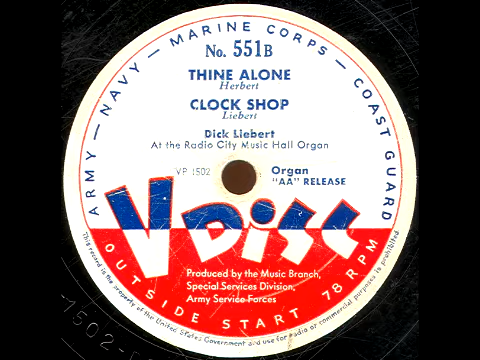 ARMY — NAVY — MARINE CORPS — COAST GUARD
No. 551B
THINE ALONE
Herbert
CLOCK SHOP
Liebert
Dick Liebert
At the Radio City Music Hall Organ
VP 1502
Organ
"AA" RELEASE
V DISC
Produced by the Music Branch,
Special Services Division,
Army Service Forces
OUTSIDE START 78 RPM
This record is the property of the United States Government and use for radio or commercial purposes is prohibited
1502-